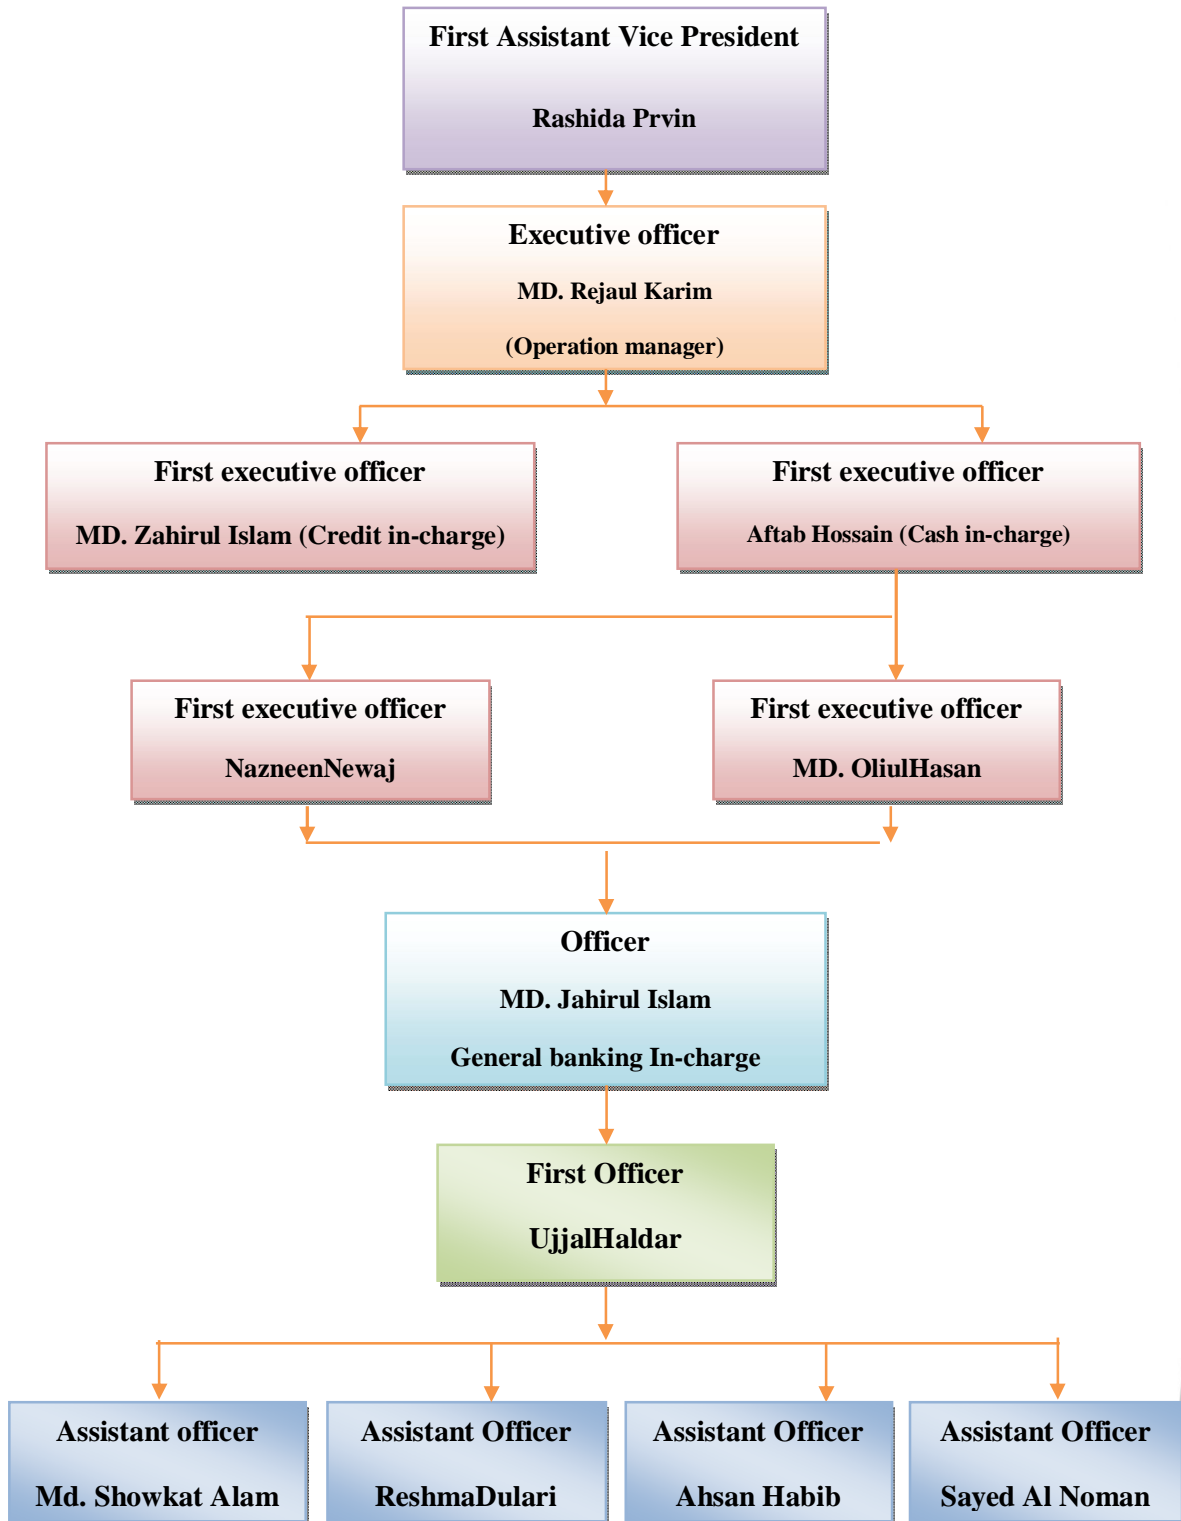 First Assistant Vice President
Rashida Prvin
Executive officer
MD. Rejaul Karim
(Operation manager)
First executive officer
MD. Zahirul Islam (Credit in-charge)
First executive officer
Aftab Hossain (Cash in-charge)
First executive officer
NazneenNewaj
First executive officer
MD. OliulHasan
Officer
MD. Jahirul Islam
General banking In-charge
First Officer
UjjalHaldar
Assistant officer
Md. Showkat Alam
Assistant Officer
ReshmaDulari
Assistant Officer
Ahsan Habib
Assistant Officer
Sayed Al Noman